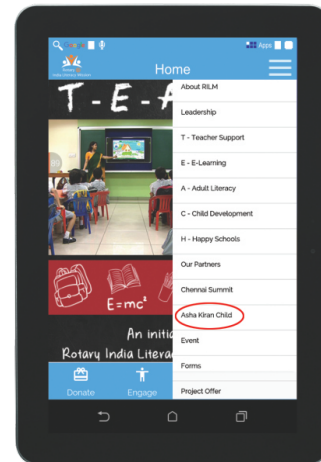 Apps
Home
T - E - A
About RILM
Leadership
T - Teacher Support
E - E-Learning
A - Adult Literacy
C - Child Development
H - Happy Schools
Our Partners
Chennai Summit
Asha Kiran Child
Event
Forms
Project Offer
E=mc²
An initia
Rotary India Litera
Donate
Engage